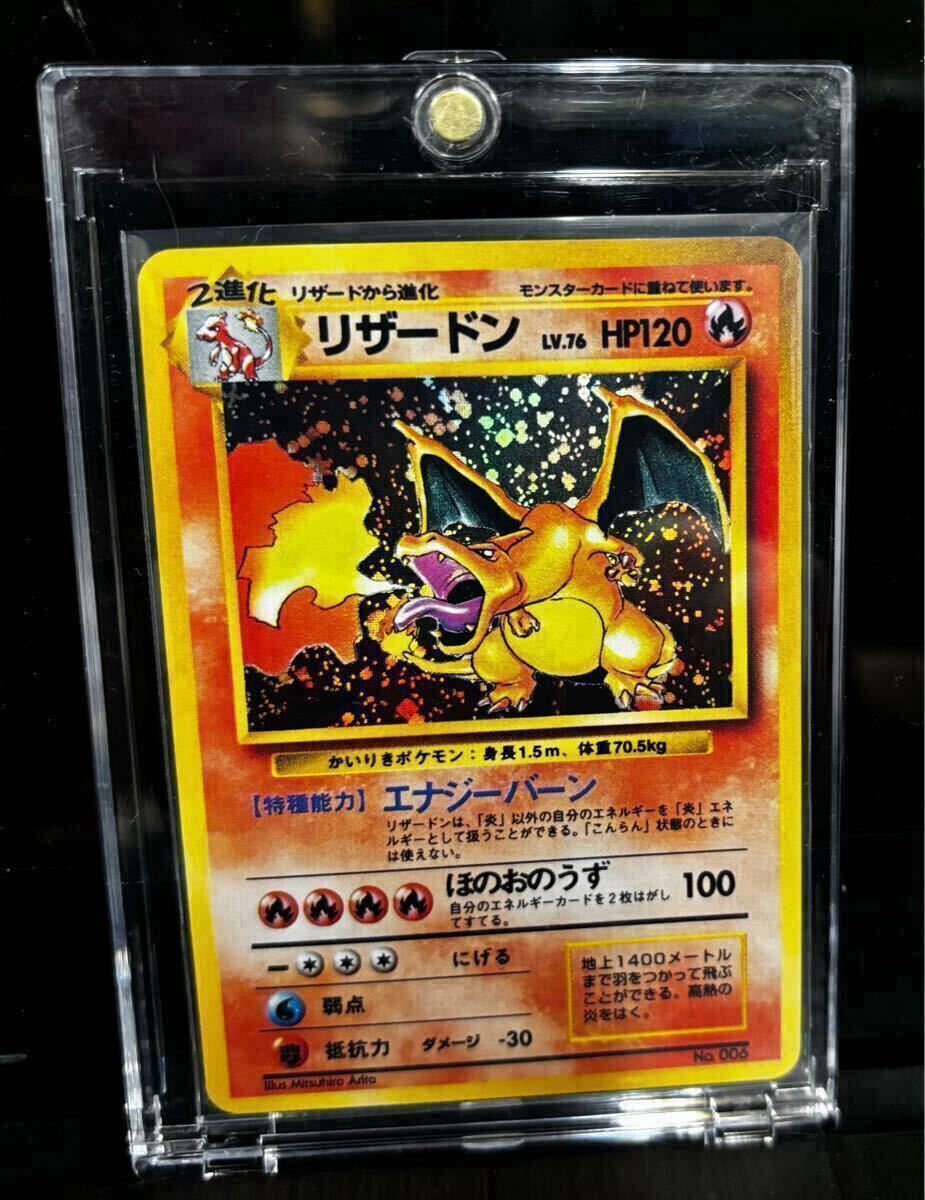 2進化 リザードから進化 モンスターカードに重ねて使います。
リザードン LV.76 HP120
かいりきポケモン：身長1.5m、体重70.5kg
【特種能力】 エナジーバーン
リザードンは、「炎」以外の自分のエネルギーを「炎」エネ
ルギーとして扱うことができる。「こんらん」状態のときに
は使えない。
ほのおのうず 100
自分のエネルギーカードを2枚はがし
てすてる。
にげる
弱点
抵抗力 ダメージ -30
地上1400メートル
まで羽をつかって飛ぶ
ことができる。高熱の
炎をはく。
Illus.Mitsuhiro Arita
No. 006